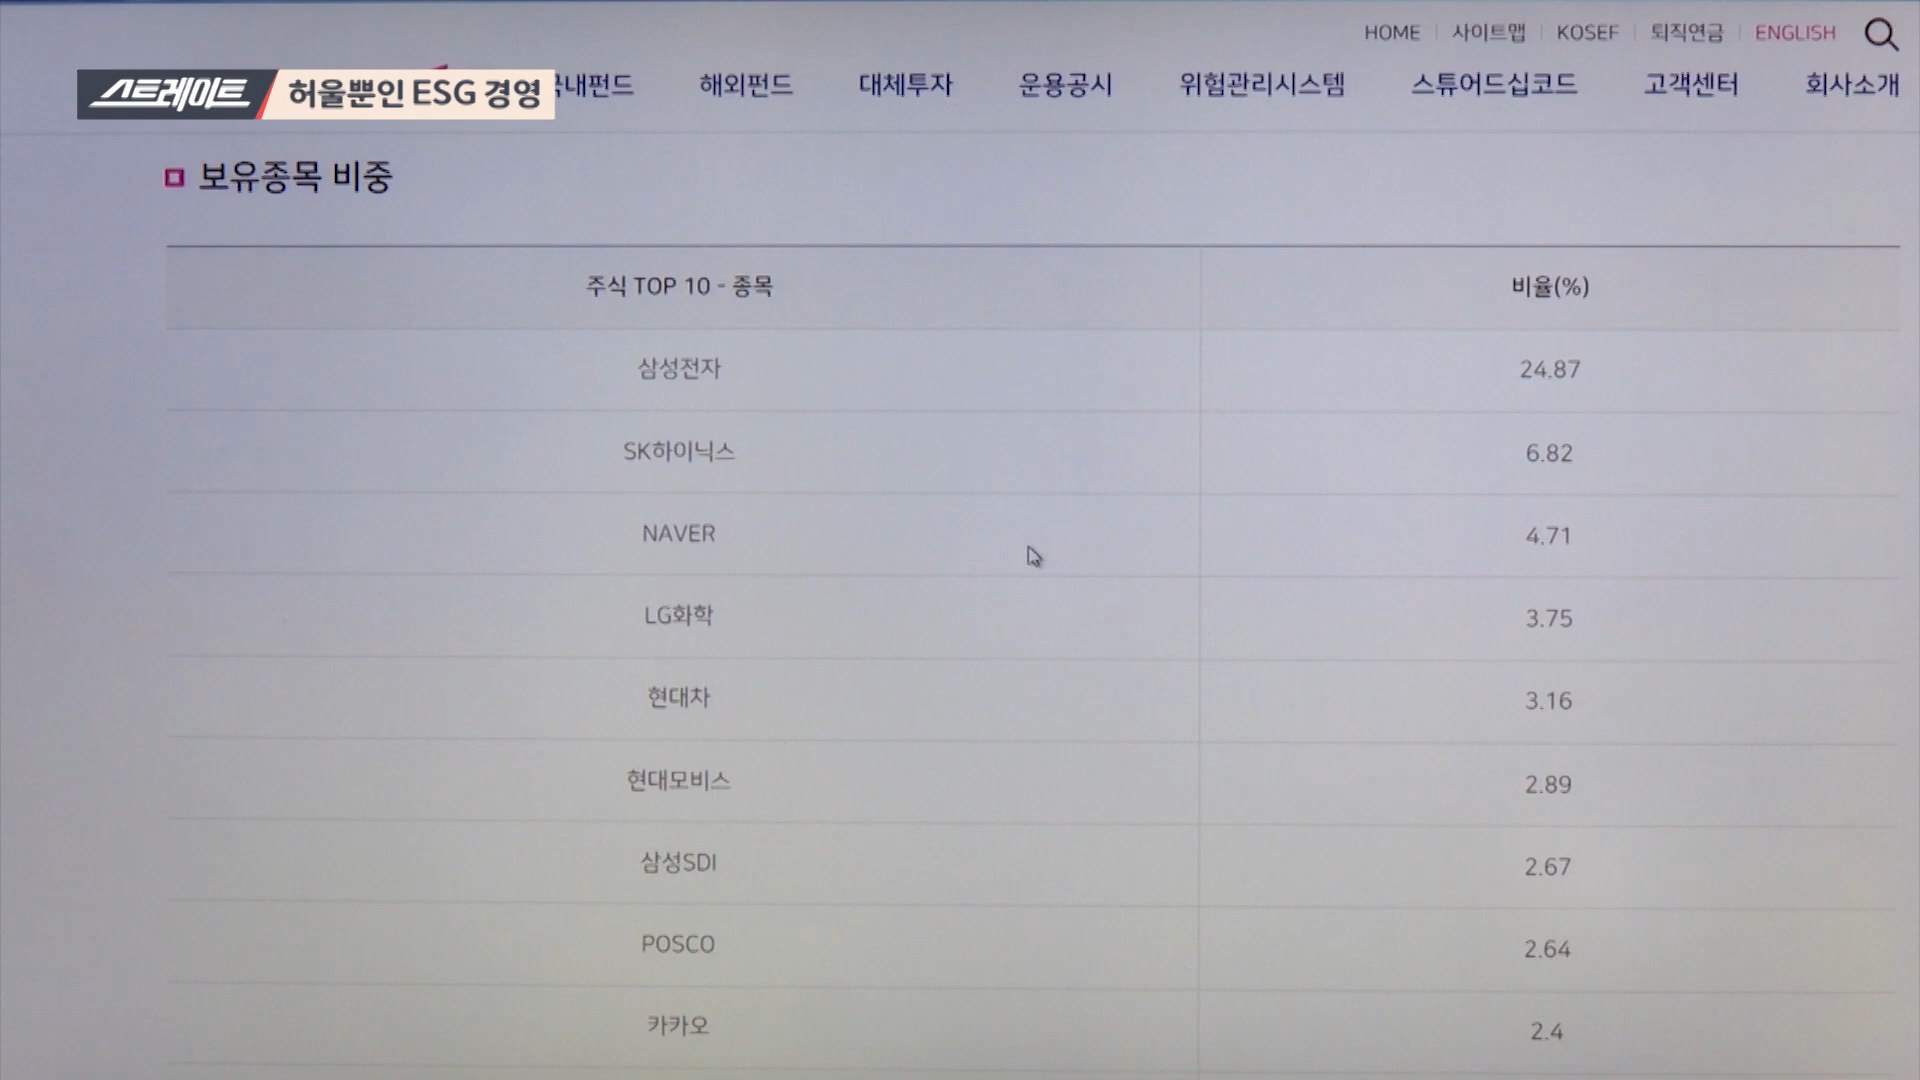 HOME 사이트맵 KOSEF 퇴직연금 ENGLISH
스트레이트 허울뿐인 ESG 경영
국내펀드 해외펀드 대체투자 운용공시 위험관리시스템 스튜어드십코드 고객센터 회사소개
보유종목 비중
주식 TOP 10 - 종목 비율(%)
삼성전자 24.87
SK하이닉스 6.82
NAVER 4.71
LG화학 3.75
현대차 3.16
현대모비스 2.89
삼성SDI 2.67
POSCO 2.64
카카오 2.4